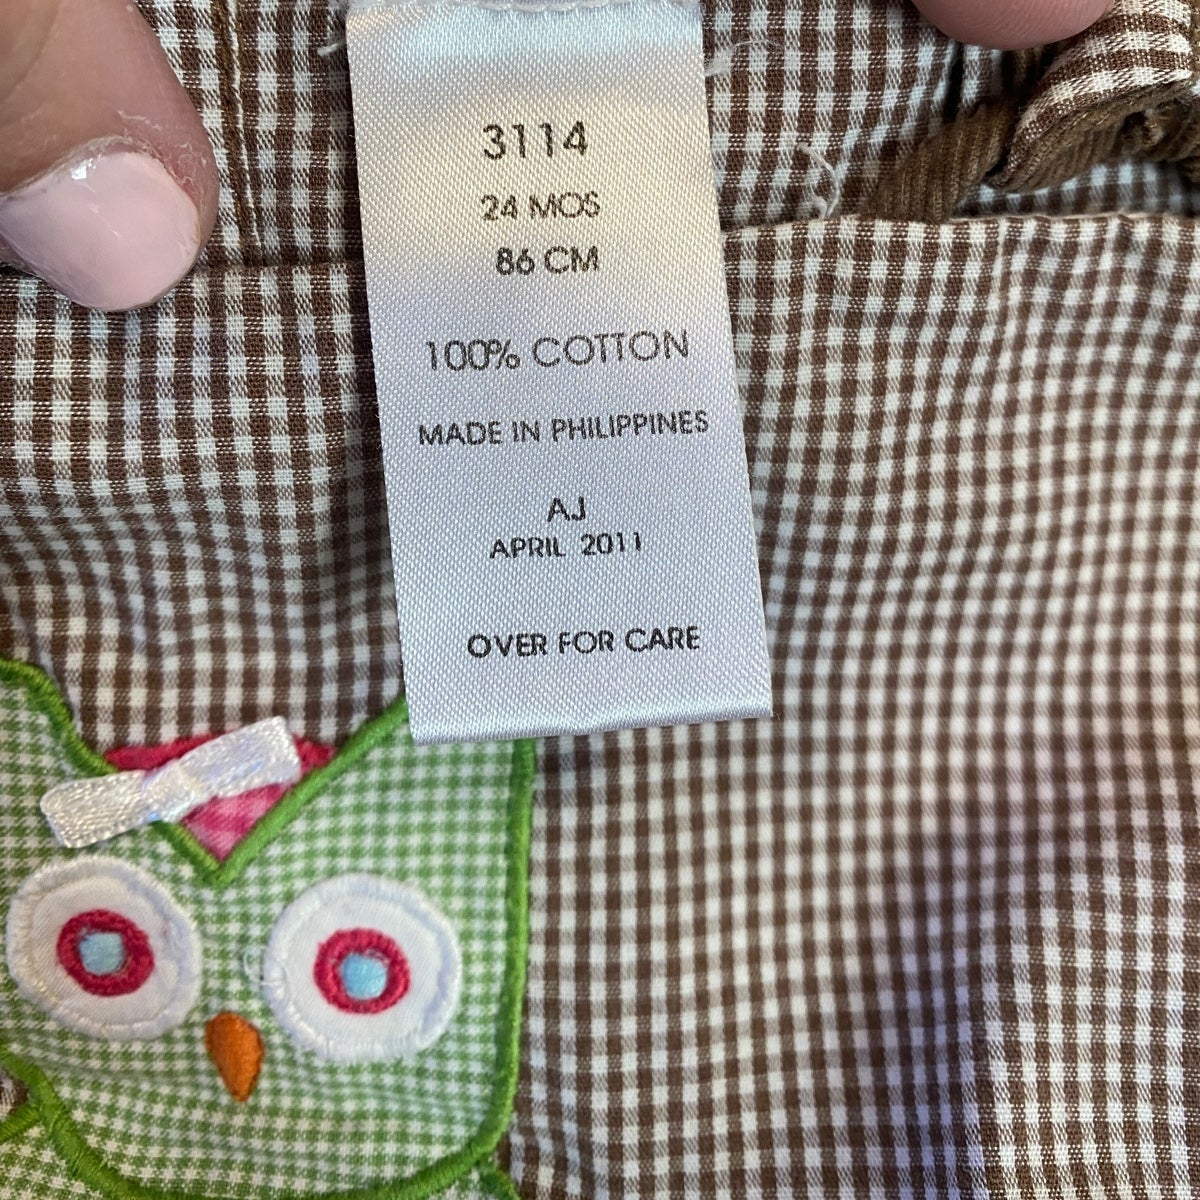 3114
24 MOS
86 CM
100% COTTON
MADE IN PHILIPPINES
AJ
APRIL 2011
OVER FOR CARE